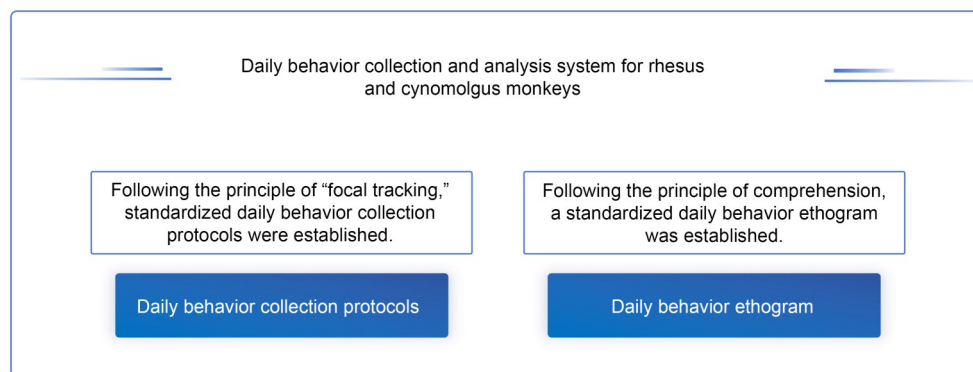 Daily behavior collection and analysis system for rhesus
and cynomolgus monkeys
Following the principle of “focal tracking,”
standardized daily behavior collection
protocols were established.
Daily behavior collection protocols
Following the principle of comprehension,
a standardized daily behavior ethogram
was established.
Daily behavior ethogram